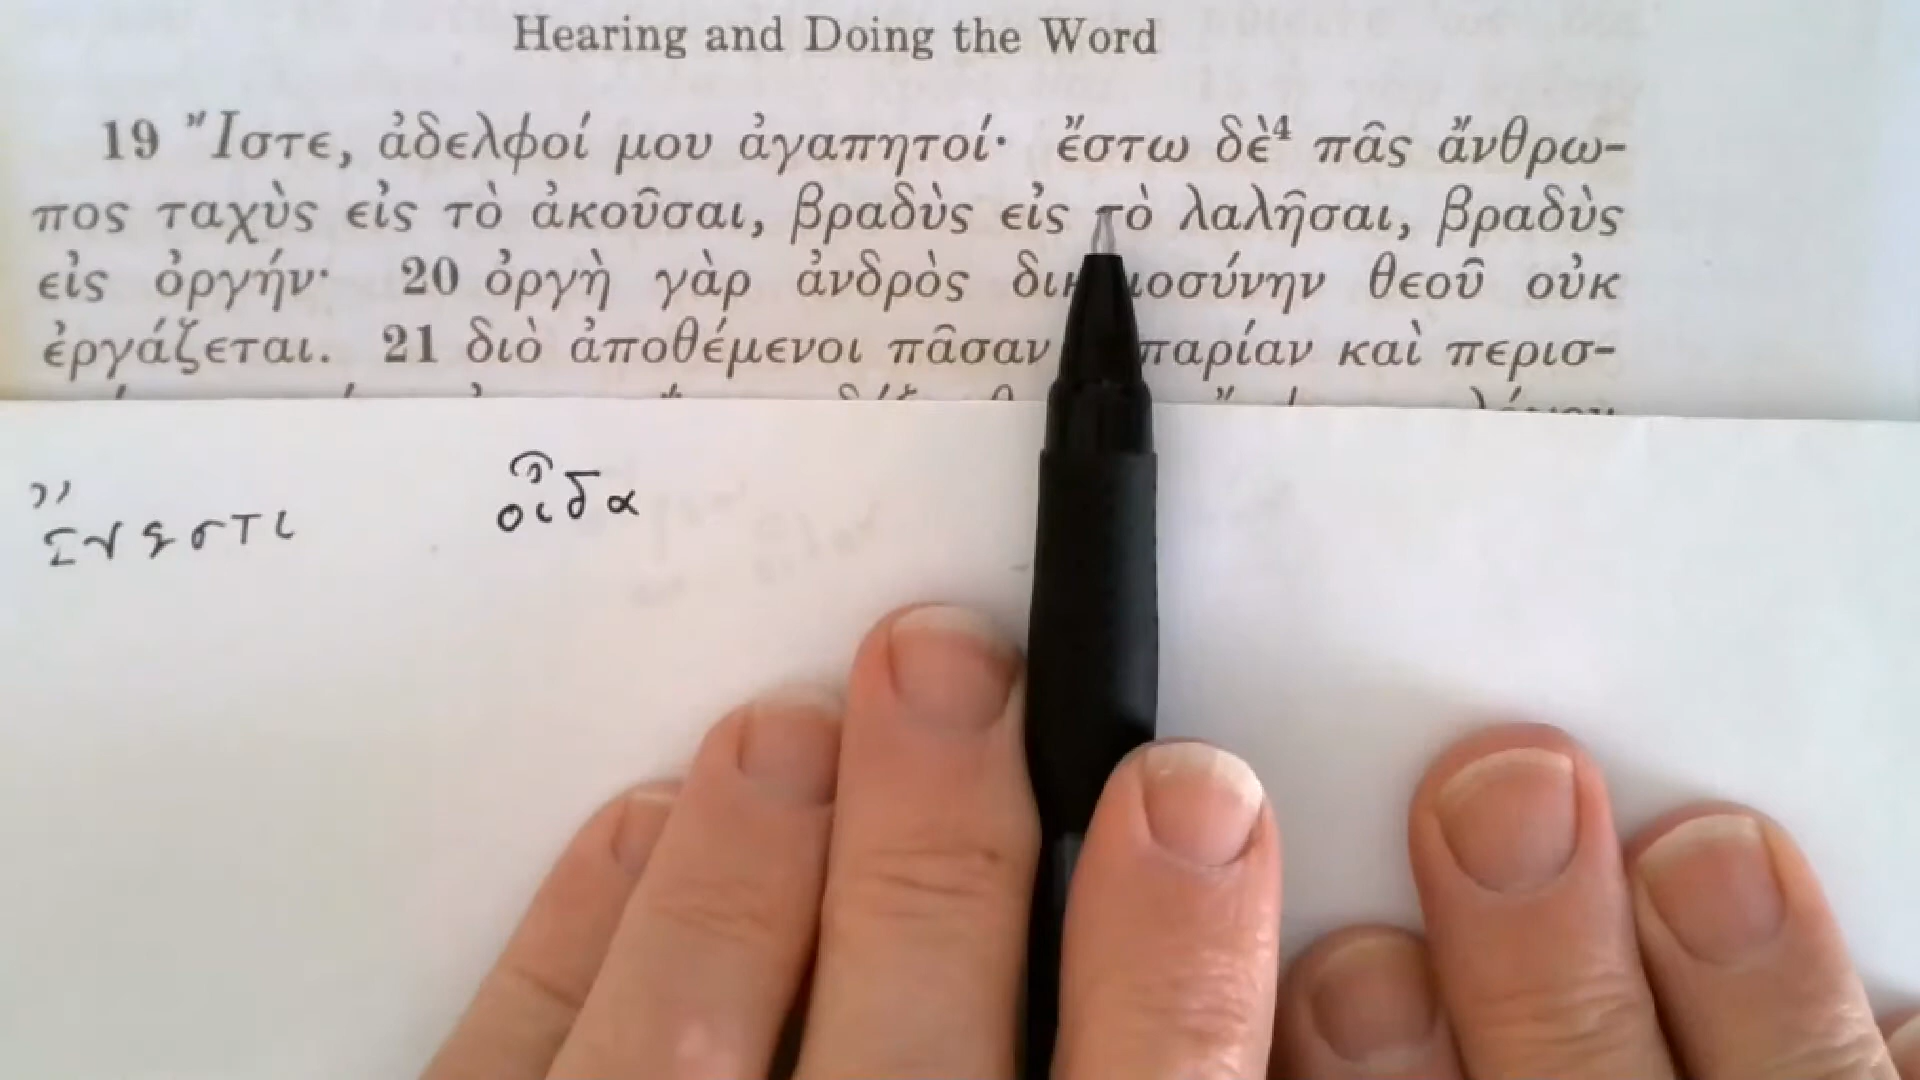 Hearing and Doing the Word
19 Ἴστε, ἀδελφοί μου ἀγαπητοί· ἔστω δὲ⁴ πᾶς ἄνθρω-
πος ταχὺς εἰς τὸ ἀκοῦσαι, βραδὺς εἰς τὸ λαλῆσαι, βραδὺς
εἰς ὀργήν· 20 ὀργὴ γὰρ ἀνδρὸς θεοῦ οὐκ
ἐργάζεται. 21 διὸ ἀποθέμενοι πᾶσαν καὶ περισ-
οἶδα